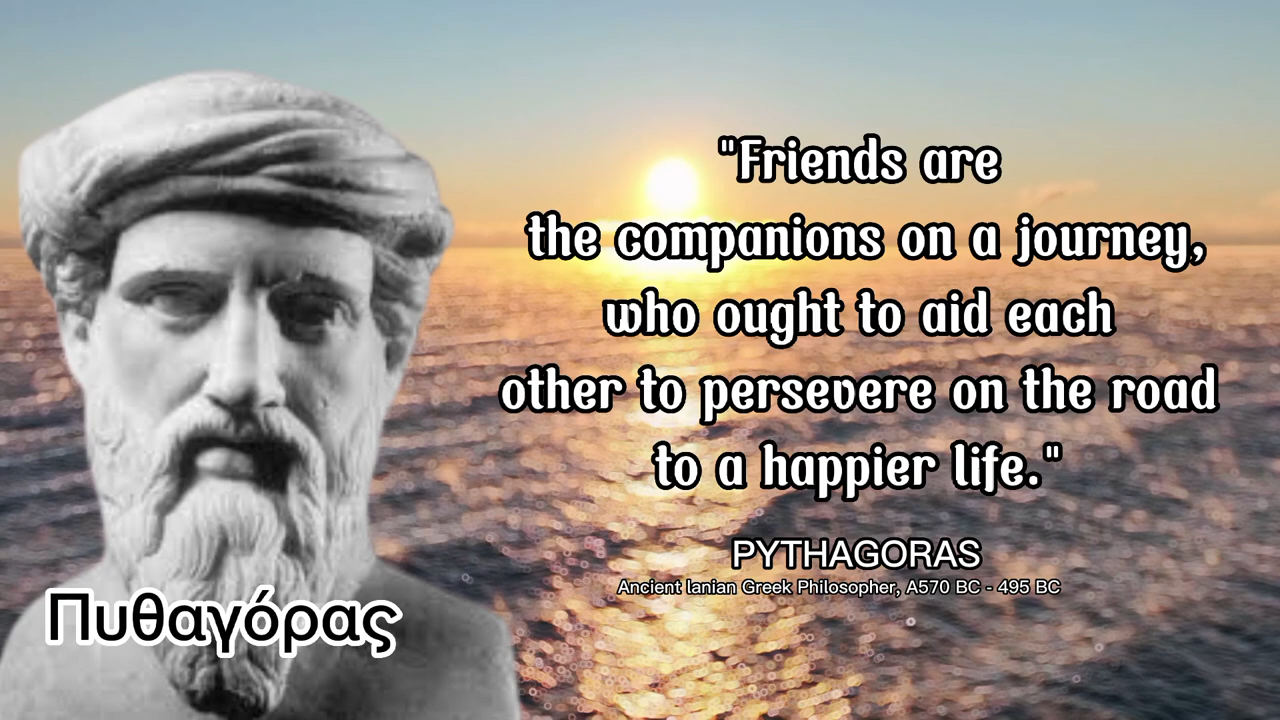 "Friends are
the companions on a journey,
who ought to aid each
other to persevere on the road
to a happier life."
PYTHAGORAS
Ancient lanian Greek Philosopher, A570 BC - 495 BC
Πυθαγόρας